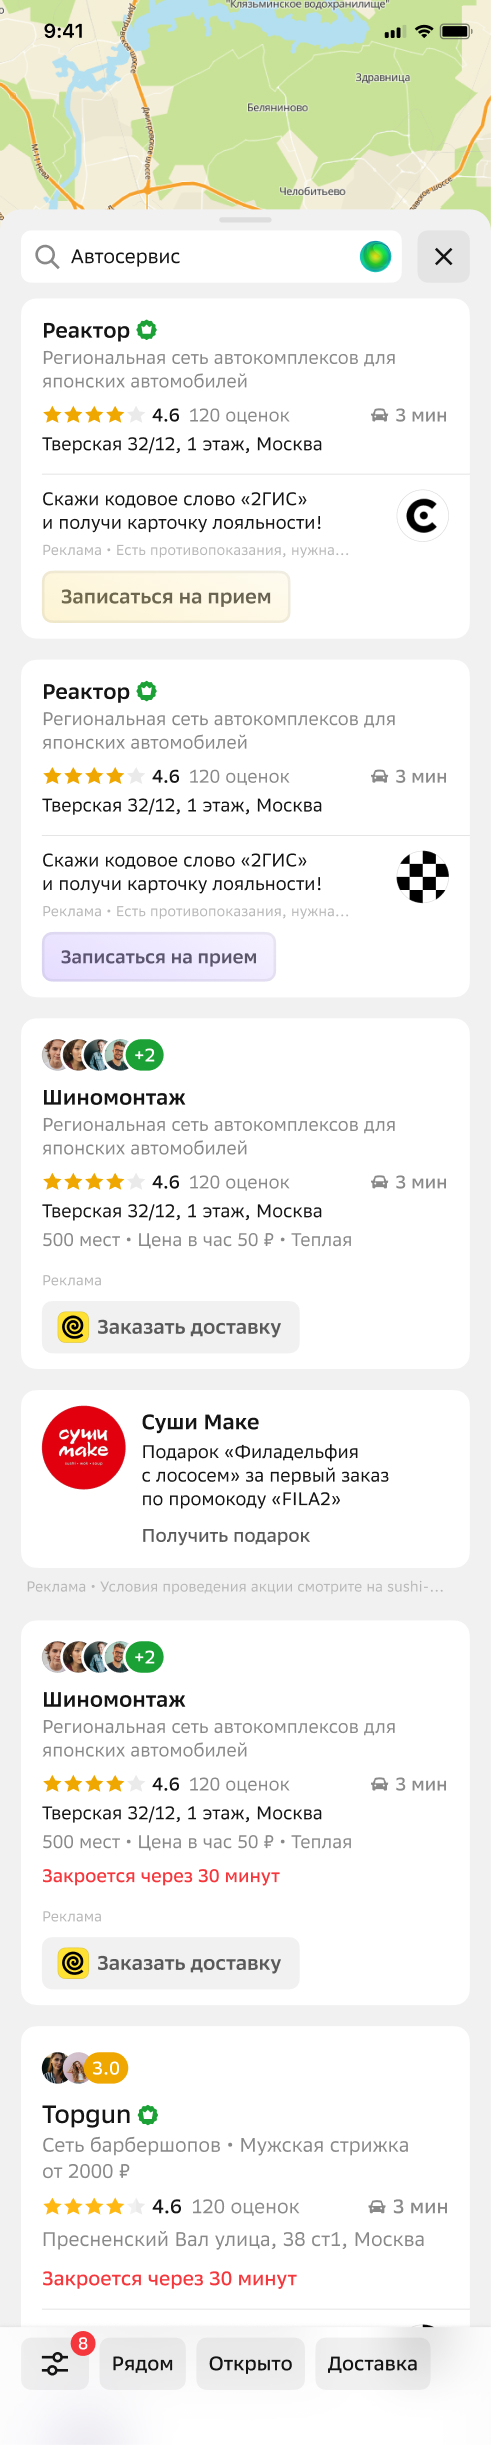 "Клязьминское водохранилище"
9:41
Дмитровское шоссе
Здравница
Беляниново
М-11 Нева
Дмитровское шоссе
Челобитьево
Автосервис
Реактор
Региональная сеть автокомплексов для
японских автомобилей
4.6 120 оценок 3 мин
Тверская 32/12, 1 этаж, Москва
Скажи кодовое слово «2ГИС»
и получи карточку лояльности!
Реклама • Есть противопоказания, нужна...
Записаться на прием
Реактор
Региональная сеть автокомплексов для
японских автомобилей
4.6 120 оценок 3 мин
Тверская 32/12, 1 этаж, Москва
Скажи кодовое слово «2ГИС»
и получи карточку лояльности!
Реклама • Есть противопоказания, нужна...
Записаться на прием
+2
Шиномонтаж
Региональная сеть автокомплексов для
японских автомобилей
4.6 120 оценок 3 мин
Тверская 32/12, 1 этаж, Москва
500 мест • Цена в час 50 ₽ • Теплая
Реклама
Заказать доставку
суши
make
sushi • wok • soup
Суши Маке
Подарок «Филадельфия
с лососем» за первый заказ
по промокоду «FILA2»
Получить подарок
Реклама • Условия проведения акции смотрите на sushi-...
+2
Шиномонтаж
Региональная сеть автокомплексов для
японских автомобилей
4.6 120 оценок 3 мин
Тверская 32/12, 1 этаж, Москва
500 мест • Цена в час 50 ₽ • Теплая
Закроется через 30 минут
Реклама
Заказать доставку
3.0
Topgun
Сеть барбершопов • Мужская стрижка
от 2000 ₽
4.6 120 оценок 3 мин
Пресненский Вал улица, 38 ст1, Москва
Закроется через 30 минут
8
Рядом Открыто Доставка